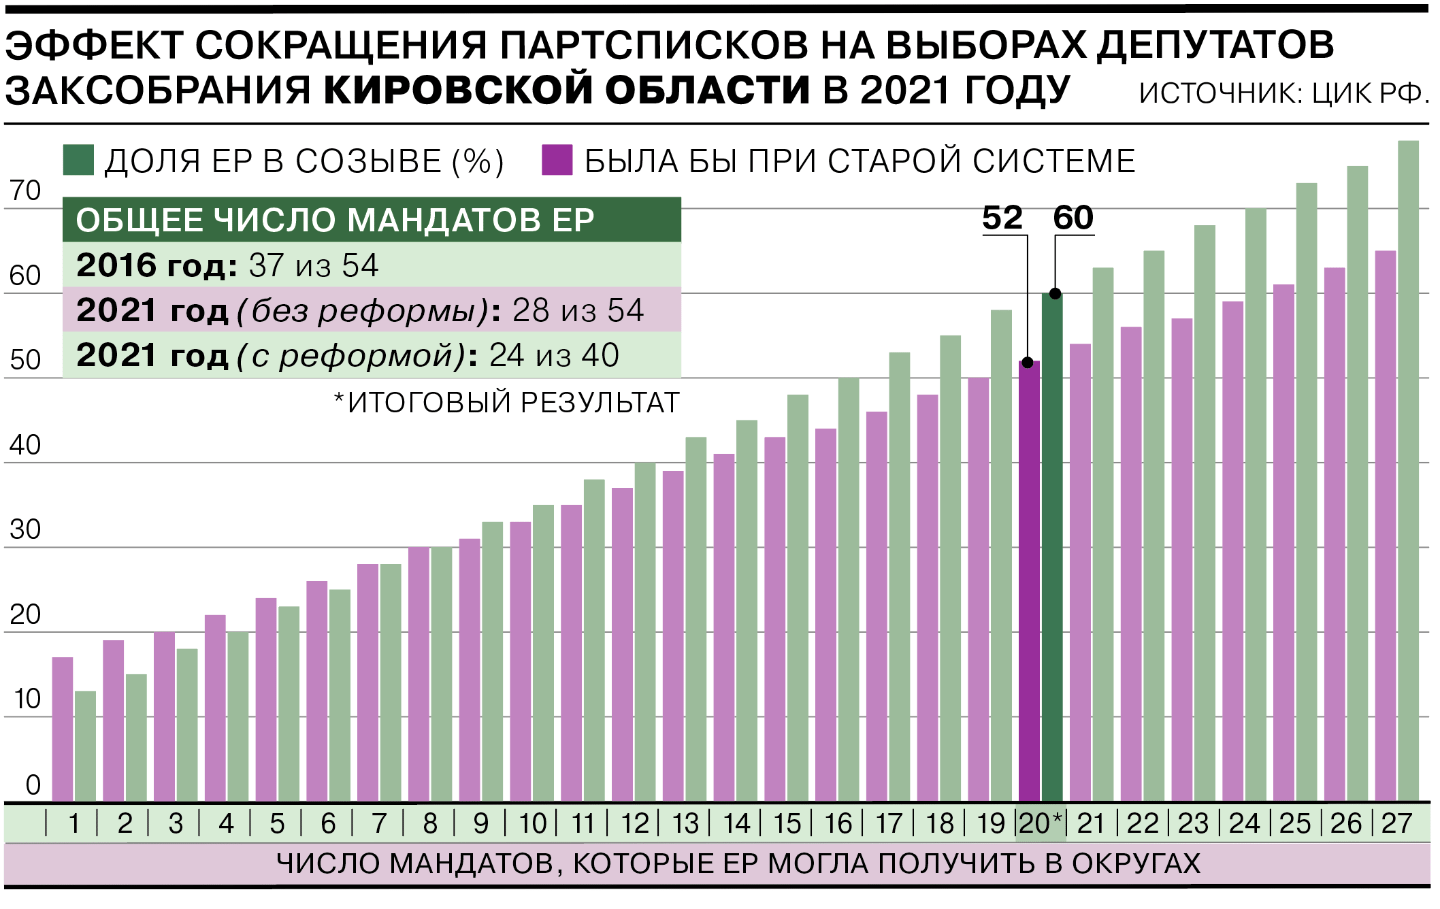 ЭФФЕКТ СОКРАЩЕНИЯ ПАРТСПИСКОВ НА ВЫБОРАХ ДЕПУТАТОВ
ЗАКСОБРАНИЯ КИРОВСКОЙ ОБЛАСТИ В 2021 ГОДУ
ИСТОЧНИК: ЦИК РФ.
ДОЛЯ ЕР В СОЗЫВЕ (%)
БЫЛА БЫ ПРИ СТАРОЙ СИСТЕМЕ
ОБЩЕЕ ЧИСЛО МАНДАТОВ ЕР
2016 год: 37 из 54
2021 год (без реформы): 28 из 54
2021 год (с реформой): 24 из 40
*ИТОГОВЫЙ РЕЗУЛЬТАТ
52 60
70
60
50
40
30
20
10
0
1 2 3 4 5 6 7 8 9 10 11 12 13 14 15 16 17 18 19 20* 21 22 23 24 25 26 27
ЧИСЛО МАНДАТОВ, КОТОРЫЕ ЕР МОГЛА ПОЛУЧИТЬ В ОКРУГАХ